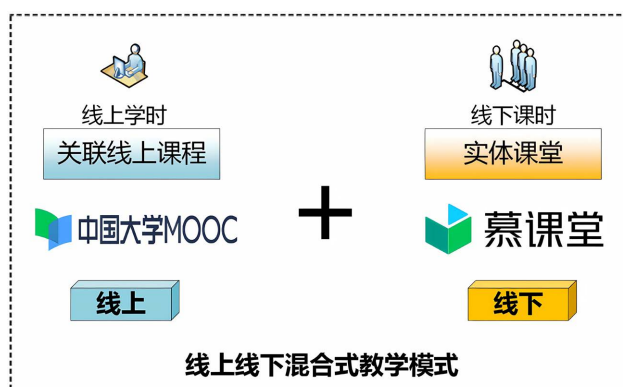 线上学时
线下课时
关联线上课程
实体课堂
中国大学MOOC
慕课堂
线上
线下
线上线下混合式教学模式